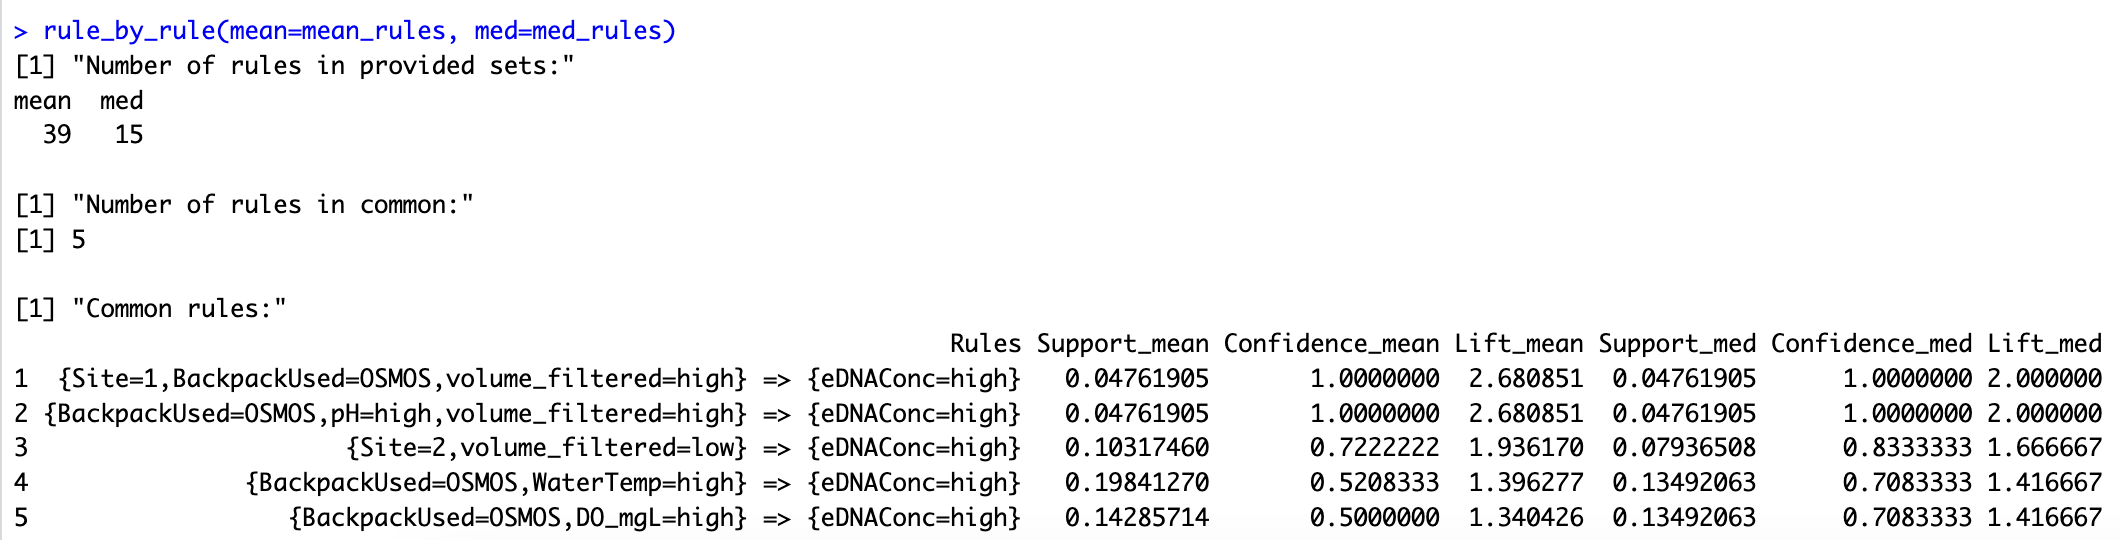 > rule_by_rule(mean=mean_rules, med=med_rules)
[1] "Number of rules in provided sets:"
mean  med
  39   15
[1] "Number of rules in common:"
[1] 5
[1] "Common rules:"
Rules Support_mean Confidence_mean Lift_mean Support_med Confidence_med Lift_med
1 {Site=1,BackpackUsed=OSMOS,volume_filtered=high} => {eDNAConc=high} 0.04761905 1.0000000 2.680851 0.04761905 1.0000000 2.000000
2 {BackpackUsed=OSMOS,pH=high,volume_filtered=high} => {eDNAConc=high} 0.04761905 1.0000000 2.680851 0.04761905 1.0000000 2.000000
3 {Site=2,volume_filtered=low} => {eDNAConc=high} 0.10317460 0.7222222 1.936170 0.07936508 0.8333333 1.666667
4 {BackpackUsed=OSMOS,WaterTemp=high} => {eDNAConc=high} 0.19841270 0.5208333 1.396277 0.13492063 0.7083333 1.416667
5 {BackpackUsed=OSMOS,DO_mgL=high} => {eDNAConc=high} 0.14285714 0.5000000 1.340426 0.13492063 0.7083333 1.416667